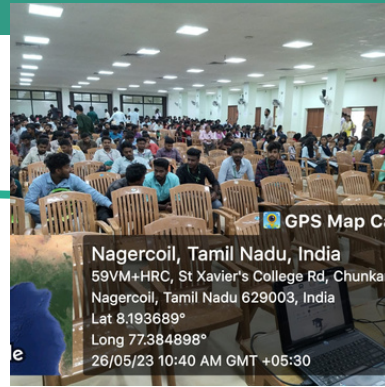 GPS Map Ca
Nagercoil, Tamil Nadu, India
59VM+HRC, St Xavier's College Rd, Chunka
Nagercoil, Tamil Nadu 629003, India
Lat 8.193689°
Long 77.384898°
26/05/23 10:40 AM GMT +05:30
le